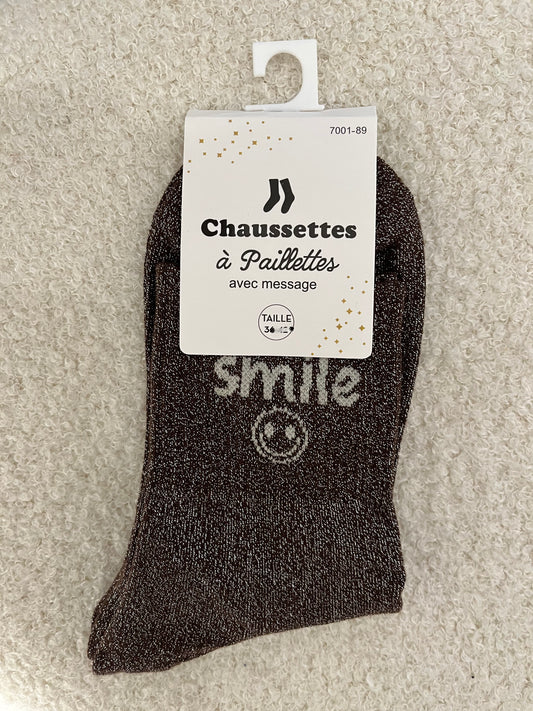 7001-89
Chaussettes
à Paillettes
avec message
TAILLE
smile